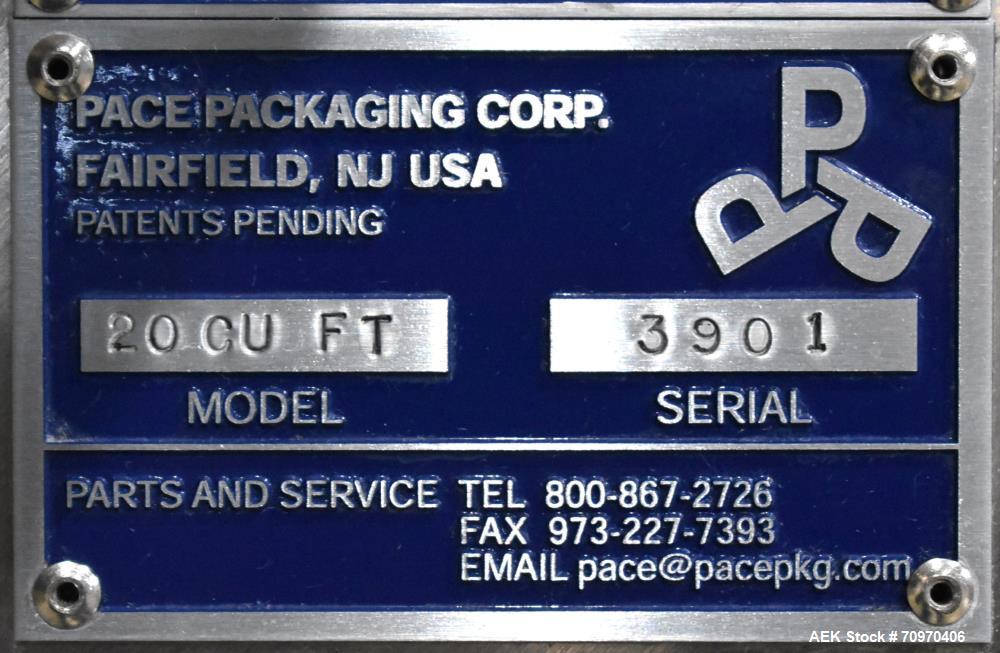 PACE PACKAGING CORP.
FAIRFIELD, NJ USA
PATENTS PENDING
PPP
20 CU FT
3901
MODEL
SERIAL
PARTS AND SERVICE TEL 800-867-2726
FAX 973-227-7393
EMAIL pace@pacepkg.com
AEK Stock # 70970406